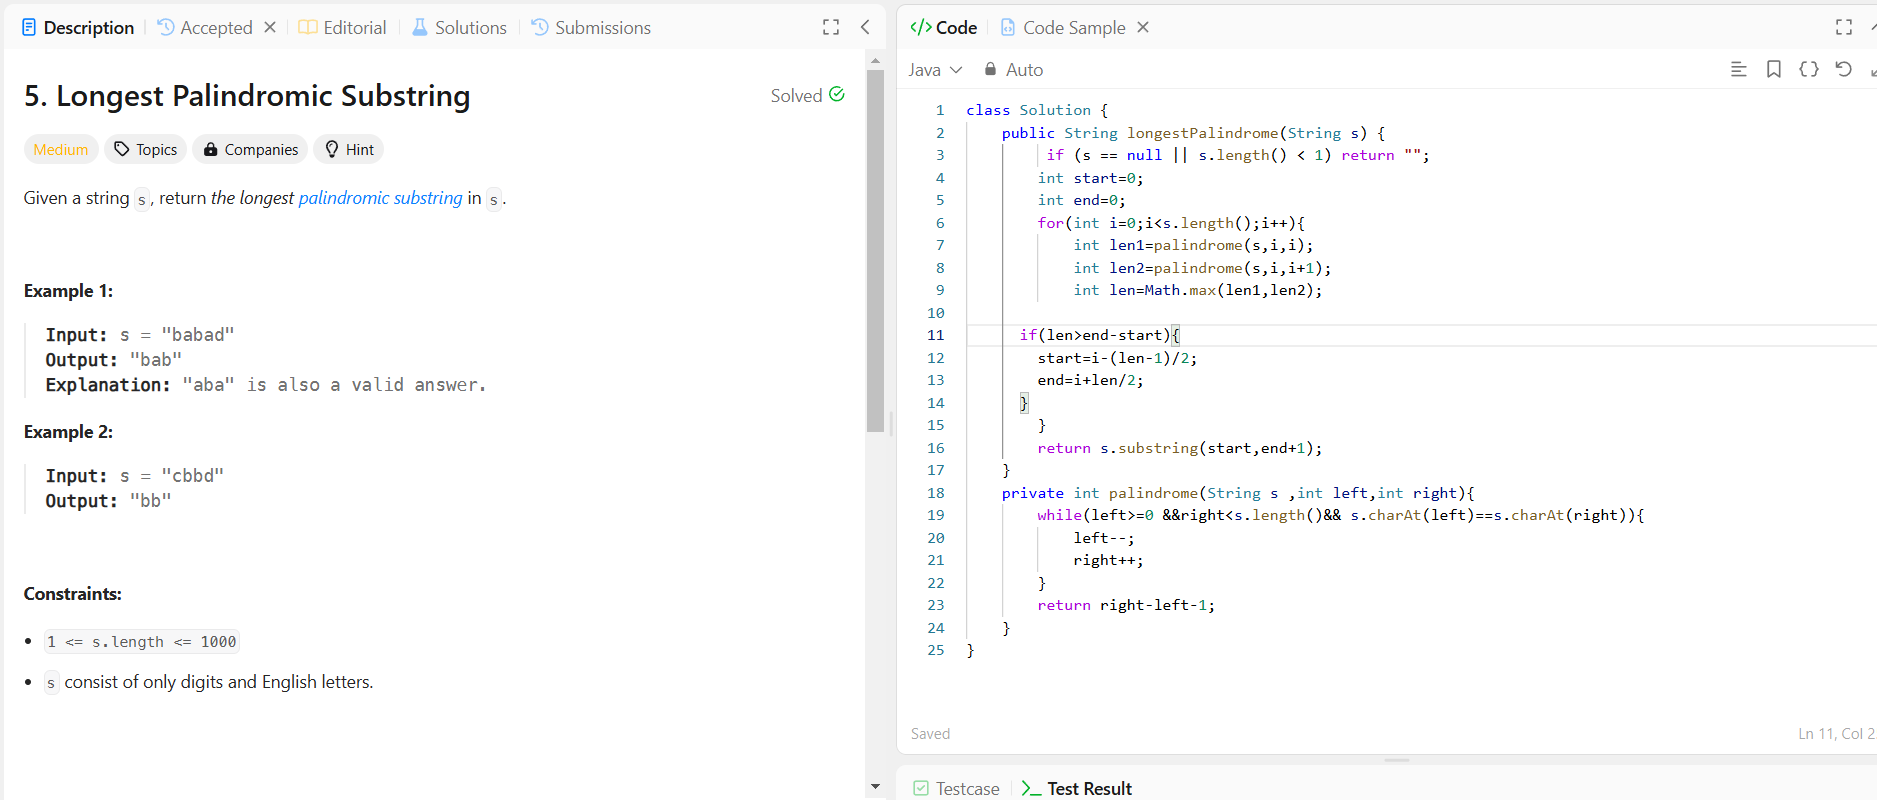 Description
Accepted
Editorial
Solutions
Submissions
5. Longest Palindromic Substring
Solved
Medium
Topics
Companies
Hint
Given a string s, return the longest palindromic substring in s.
Example 1:
Input: s = "babad"
Output: "bab"
Explanation: "aba" is also a valid answer.
Example 2:
Input: s = "cbbd"
Output: "bb"
Constraints:
1 <= s.length <= 1000
s consist of only digits and English letters.
</> Code
Code Sample
Java
Auto
1 class Solution {
2     public String longestPalindrome(String s) {
3          if (s == null || s.length() < 1) return "";
4         int start=0;
5         int end=0;
6         for(int i=0;i<s.length();i++){
7             int len1=palindrome(s,i,i);
8             int len2=palindrome(s,i,i+1);
9             int len=Math.max(len1,len2);
10
11       if(len>end-start){
12         start=i-(len-1)/2;
13         end=i+len/2;
14       }
15         }
16         return s.substring(start,end+1);
17     }
18     private int palindrome(String s ,int left,int right){
19         while(left>=0 &&right<s.length()&& s.charAt(left)==s.charAt(right)){
20             left--;
21             right++;
22         }
23         return right-left-1;
24     }
25 }
Saved
Ln 11, Col 2
Testcase
Test Result